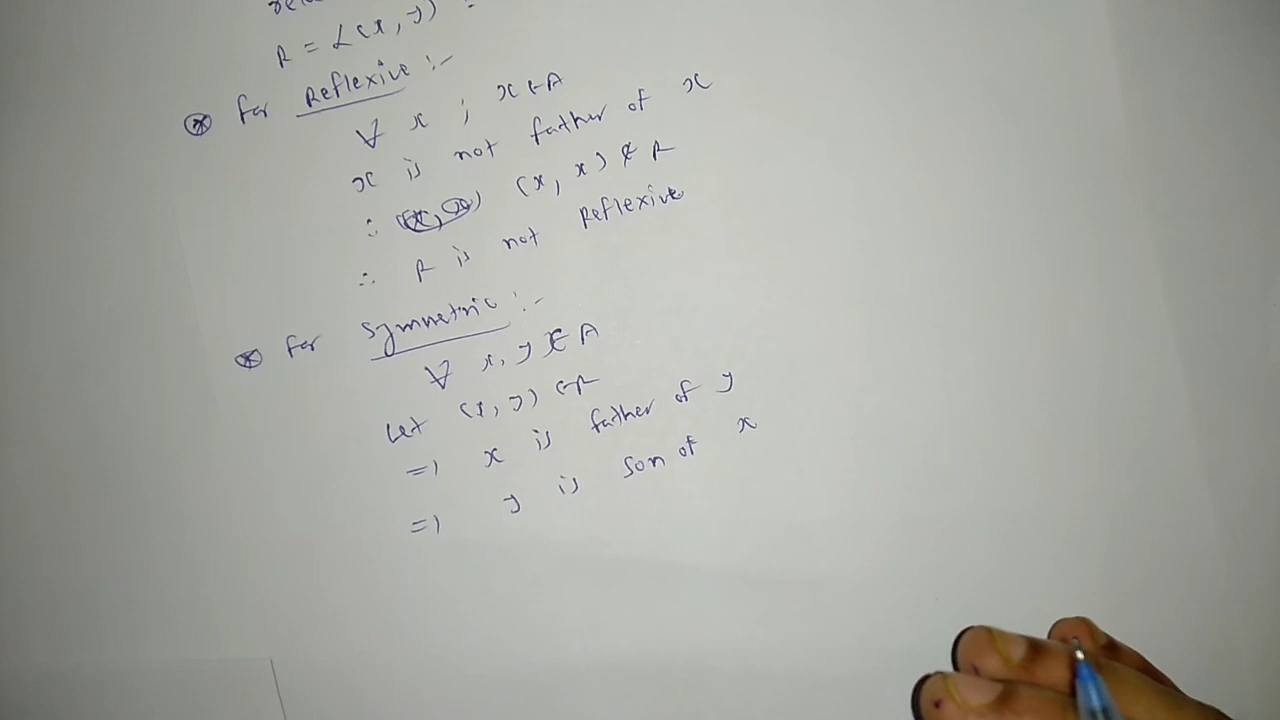 R = {(x, y) :
* For Reflexive :-
∀ x ; x ∈ A
x is not father of x
∴ (x, x) ∉ R
∴ R is not Reflexive
* For Symmetric :-
∀ x, y ∈ A
Let (x, y) ∈ R
=) x is father of y
=) y is son of x